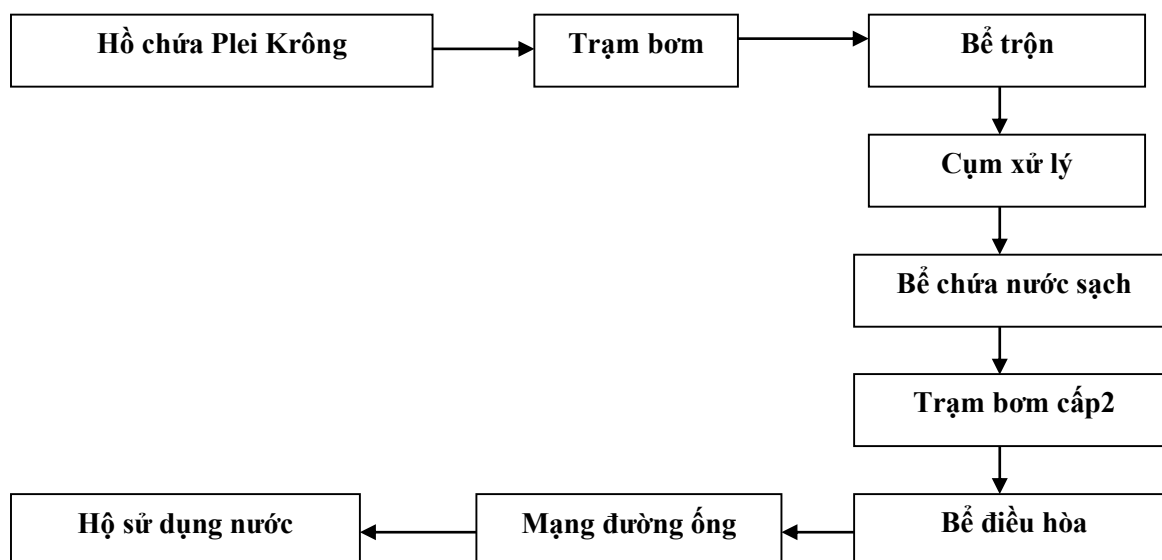 Hồ chứa Plei Krông
Trạm bơm
Bể trộn
Cụm xử lý
Bể chứa nước sạch
Trạm bơm cấp2
Bể điều hòa
Mạng đường ống
Hộ sử dụng nước